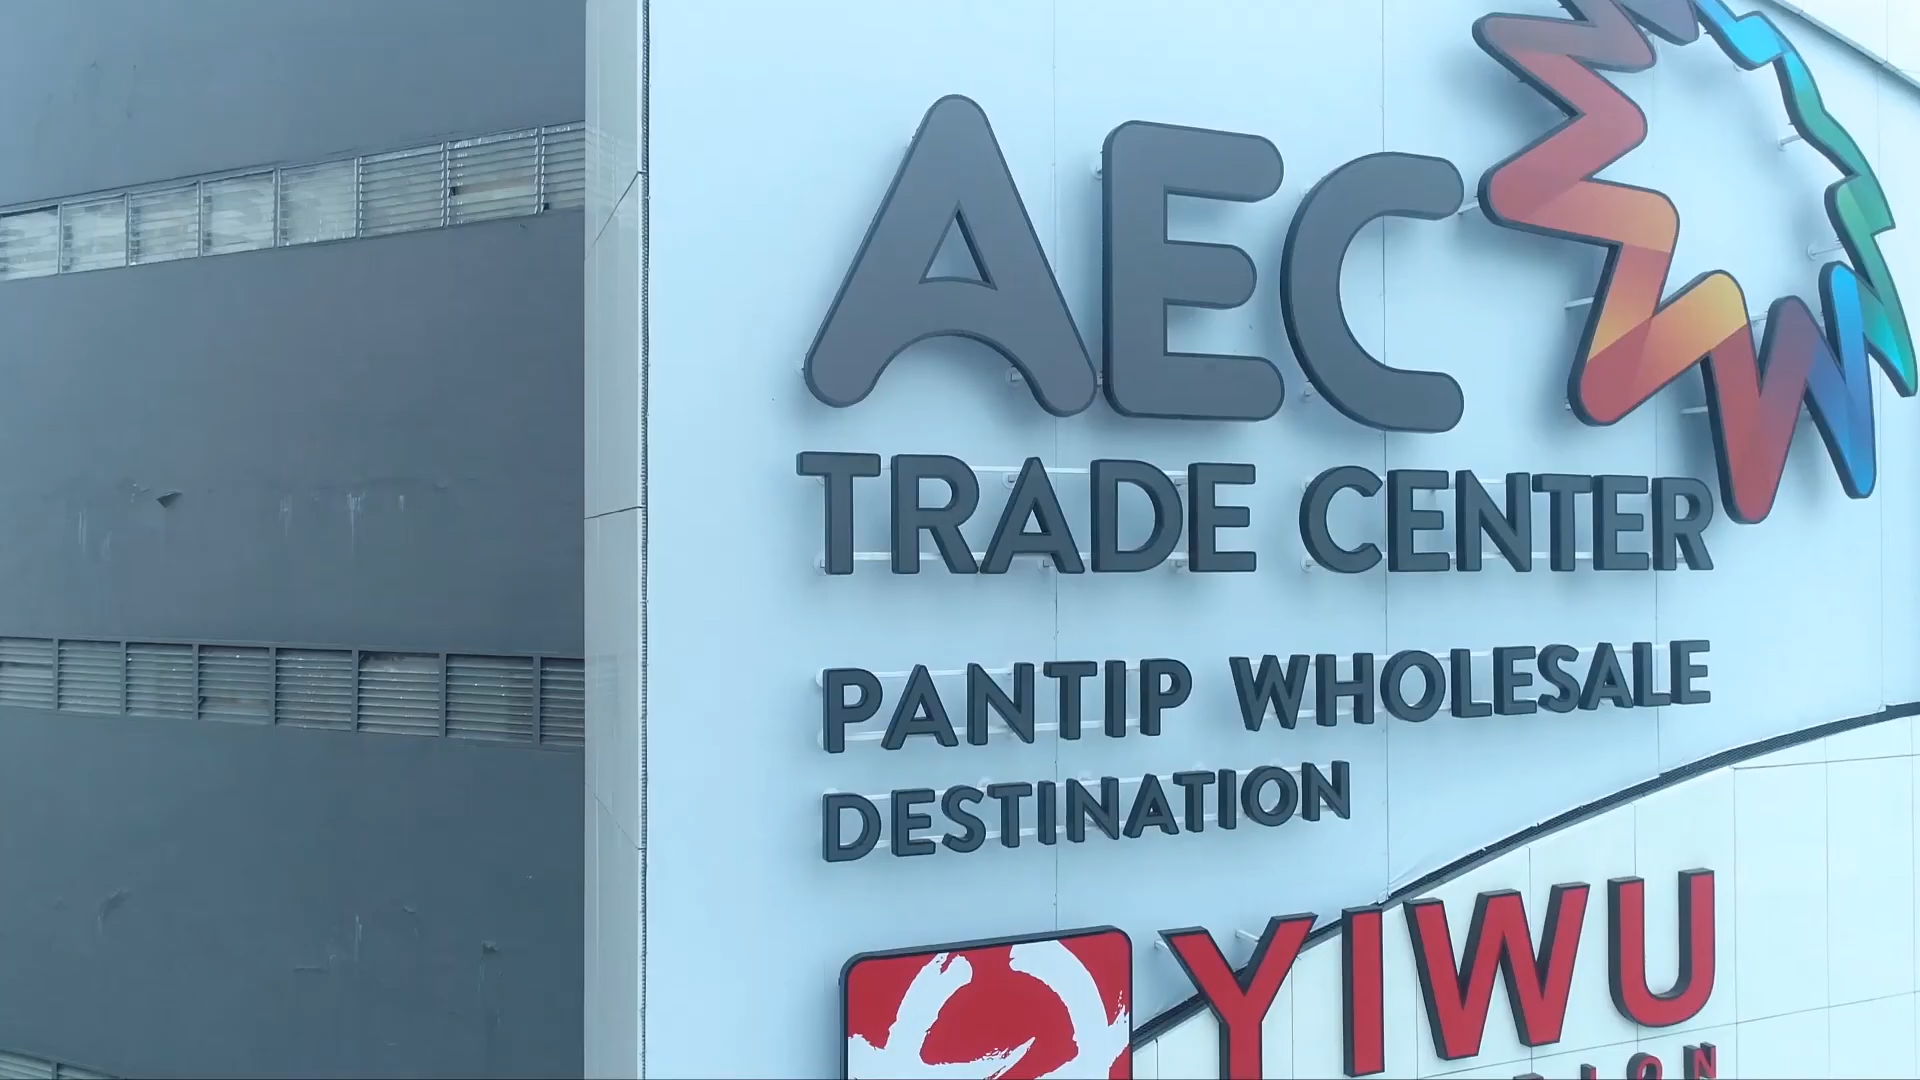 AEC
TRADE CENTER
PANTIP WHOLESALE
DESTINATION
YIWU